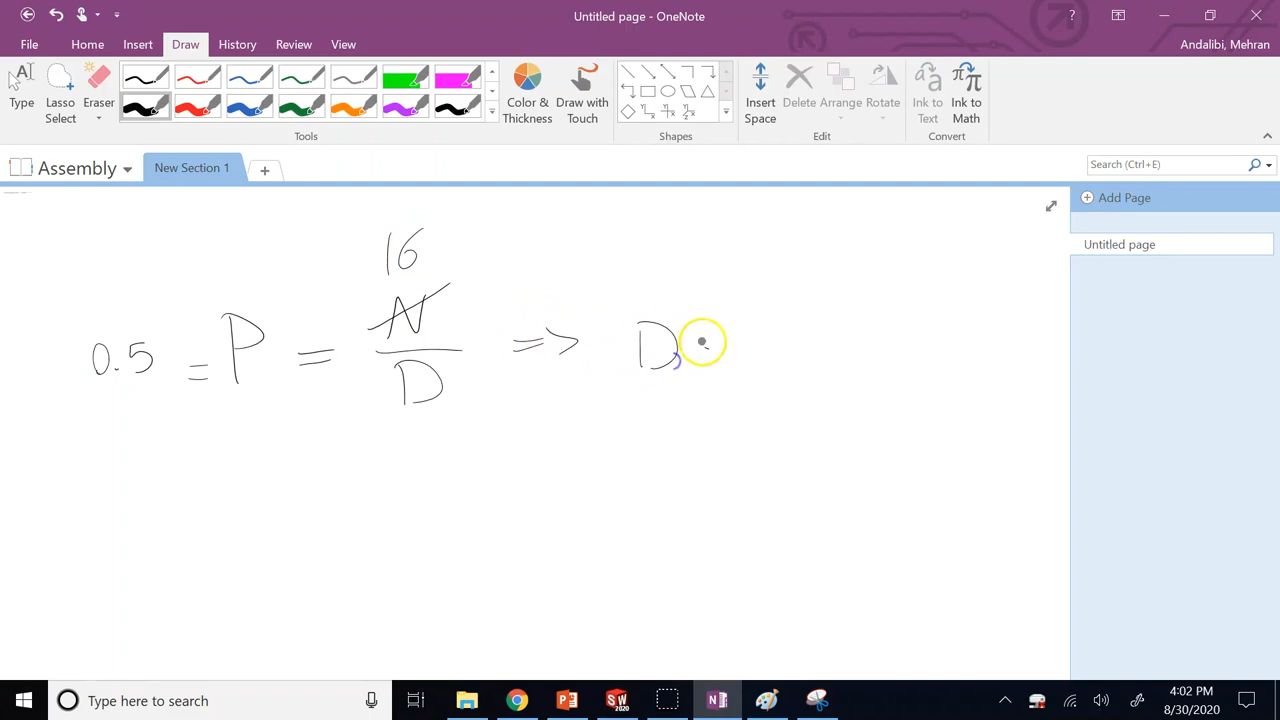 Untitled page - OneNote
?
File Home Insert Draw History Review View
Andalibi, Mehran
Type
Lasso Select
Eraser
Color & Thickness
Draw with Touch
Insert Space
Delete
Arrange
Rotate
Ink to Text
Ink to Math
Tools
Shapes
Edit
Convert
Assembly
New Section 1
+
Search (Ctrl+E)
Add Page
Untitled page
16
0.5 = P = N / D => D
Type here to search
4:02 PM
8/30/2020